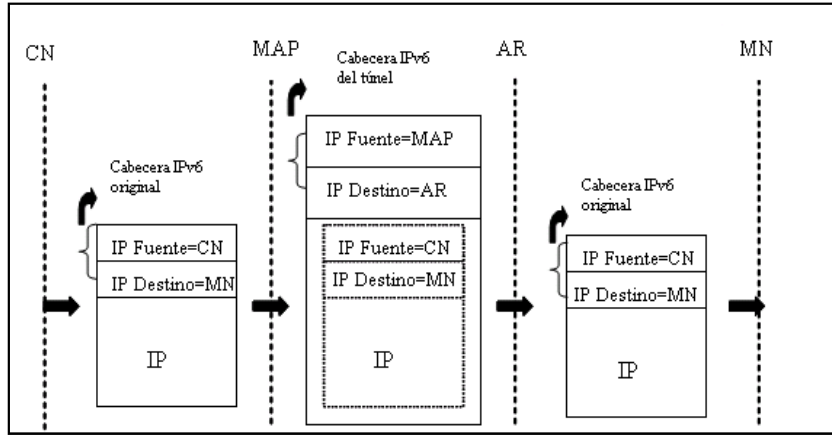 CN
MAP
AR
MN
Cabecera IPv6
original
IP Fuente=CN
IP Destino=MN
IP
Cabecera IPv6
del túnel
IP Fuente=MAP
IP Destino=AR
IP Fuente=CN
IP Destino=MN
IP
Cabecera IPv6
original
IP Fuente=CN
IP Destino=MN
IP